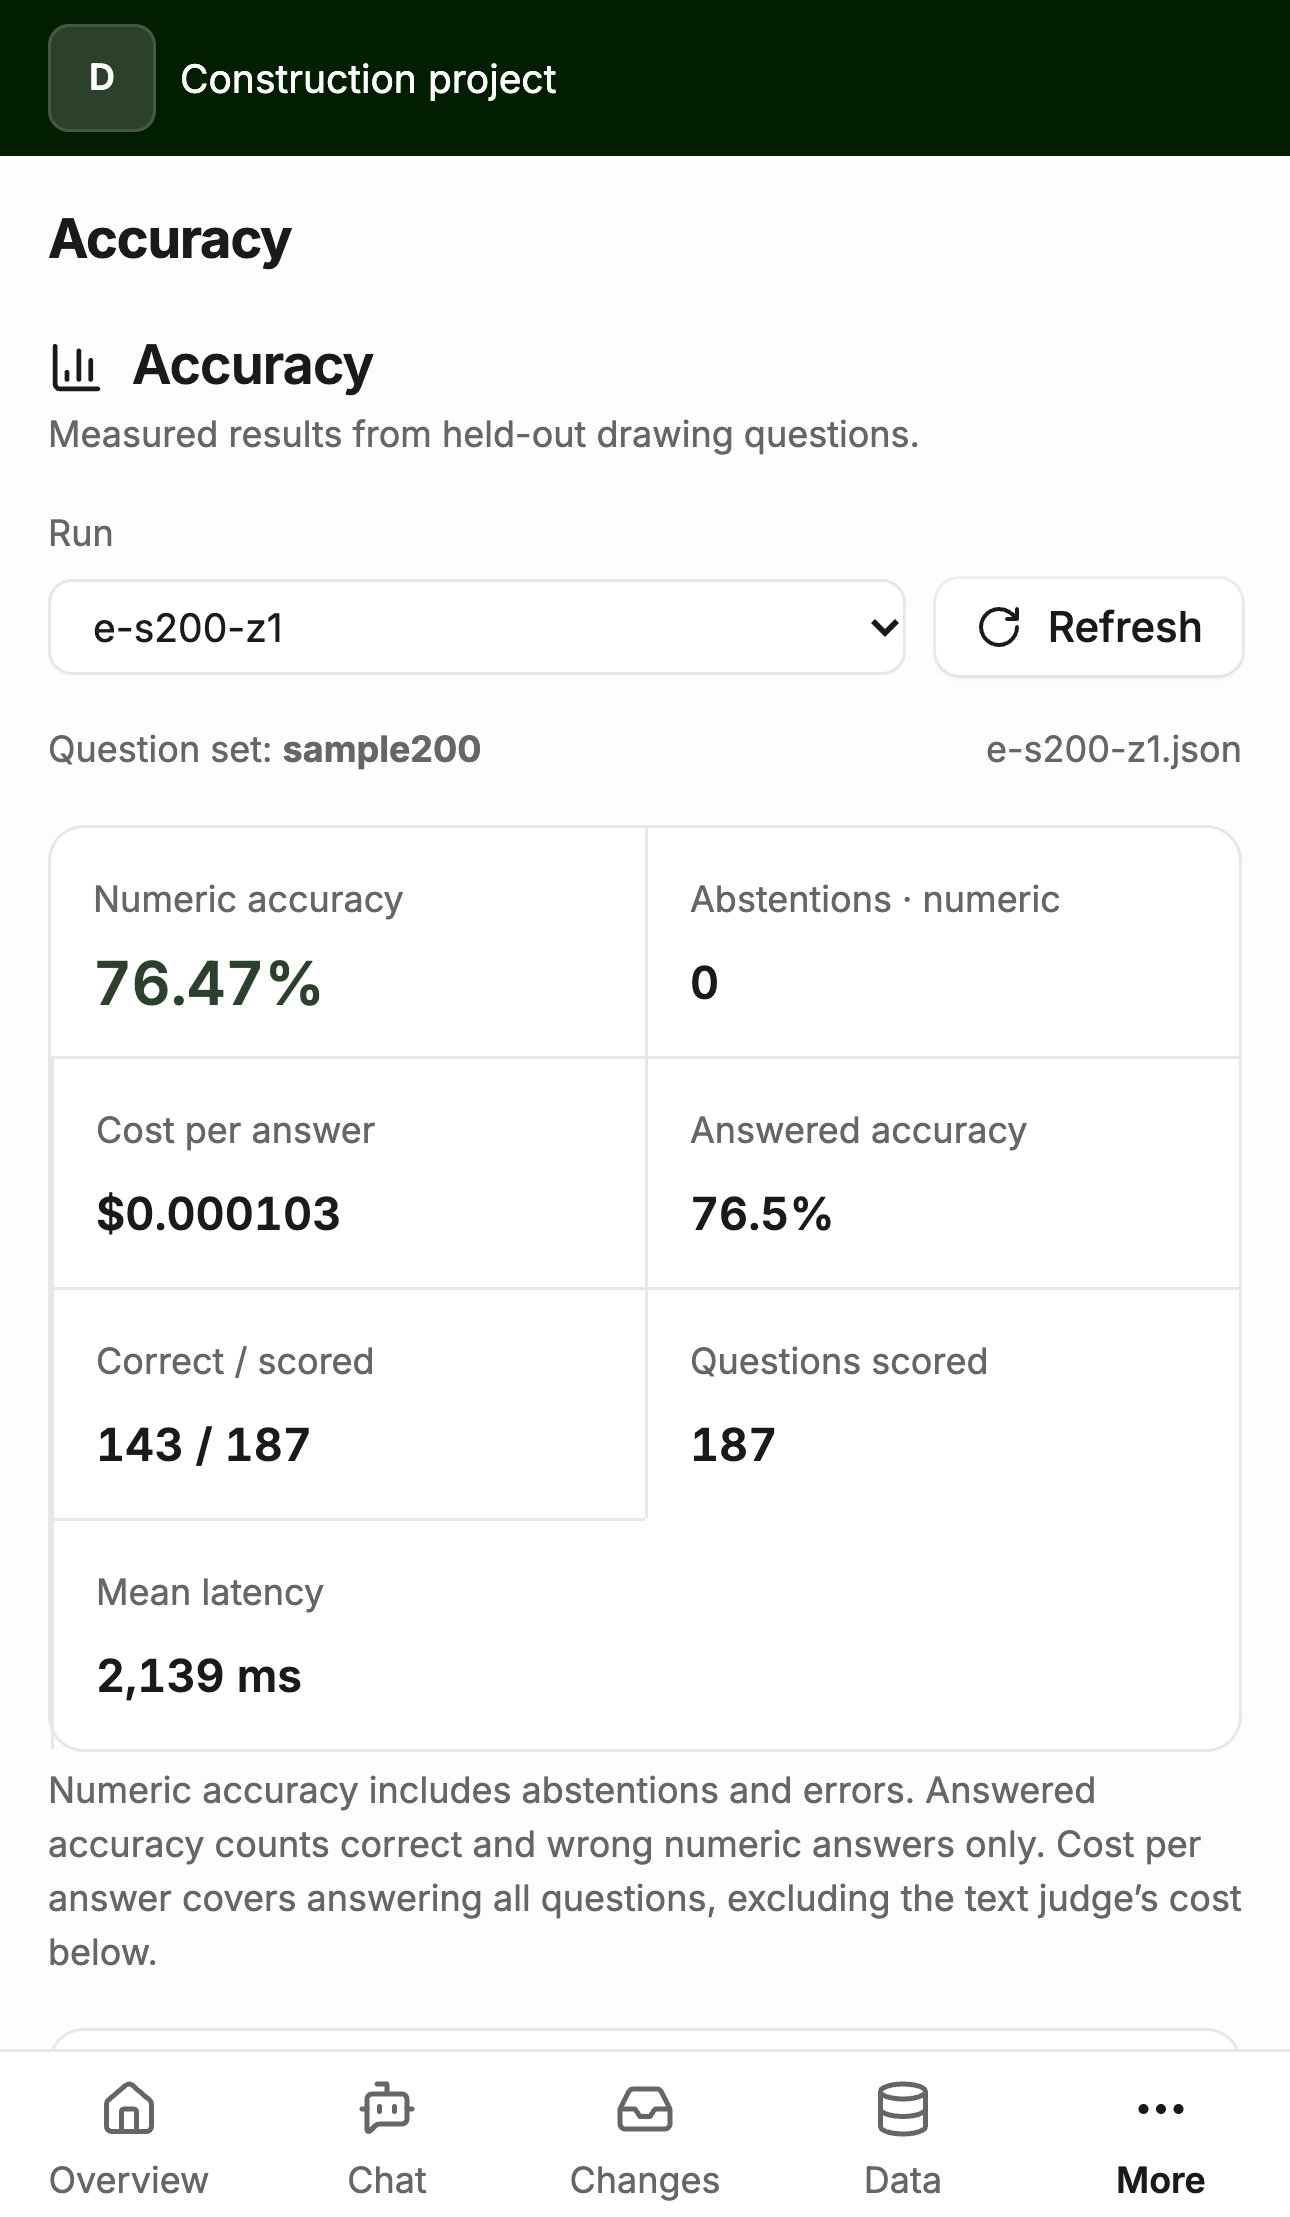 D
Construction project
Accuracy
Accuracy
Measured results from held-out drawing questions.
Run
e-s200-z1
Refresh
Question set: sample200
e-s200-z1.json
Numeric accuracy
76.47%
Abstentions · numeric
0
Cost per answer
$0.000103
Answered accuracy
76.5%
Correct / scored
143 / 187
Questions scored
187
Mean latency
2,139 ms
Numeric accuracy includes abstentions and errors. Answered
accuracy counts correct and wrong numeric answers only. Cost per
answer covers answering all questions, excluding the text judge’s cost
below.
Overview
Chat
Changes
Data
More